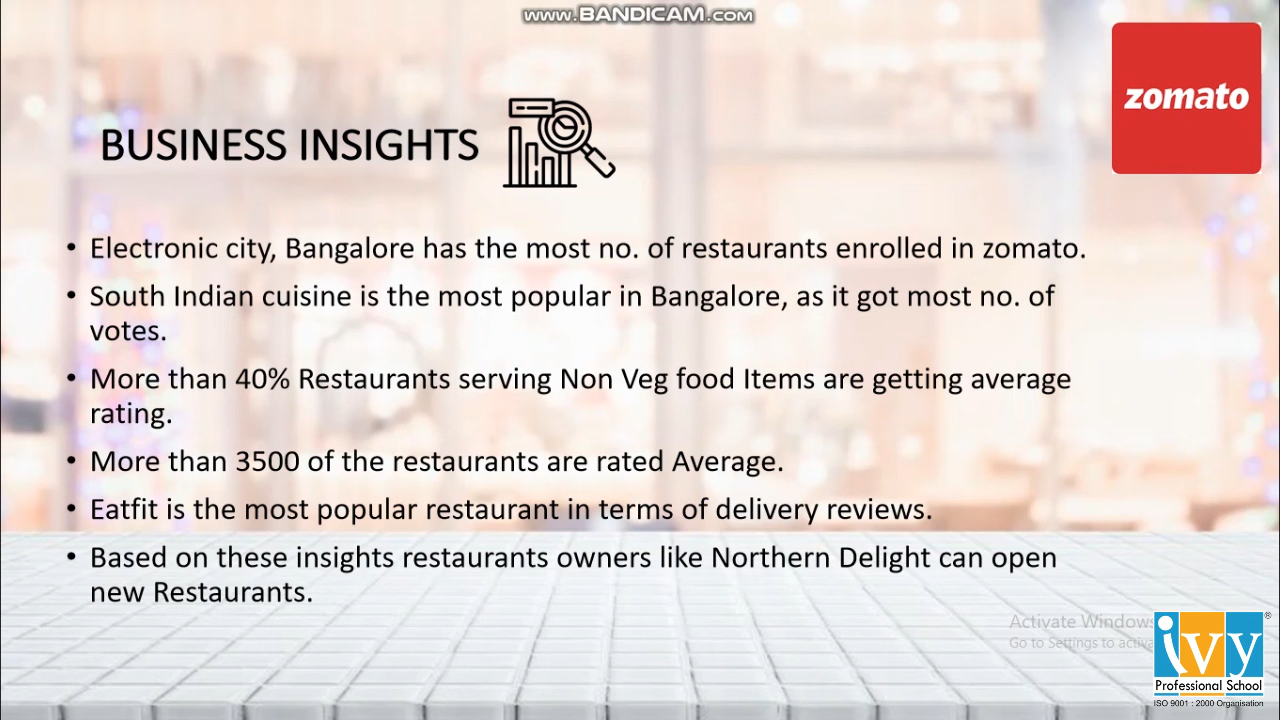 www.BANDICAM.com
zomato
BUSINESS INSIGHTS
• Electronic city, Bangalore has the most no. of restaurants enrolled in zomato.
• South Indian cuisine is the most popular in Bangalore, as it got most no. of
votes.
• More than 40% Restaurants serving Non Veg food Items are getting average
rating.
• More than 3500 of the restaurants are rated Average.
• Eatfit is the most popular restaurant in terms of delivery reviews.
• Based on these insights restaurants owners like Northern Delight can open
new Restaurants.
Activate Windows
Go to Settings to activa
ivy®
Professional School
ISO 9001 : 2000 Organisation